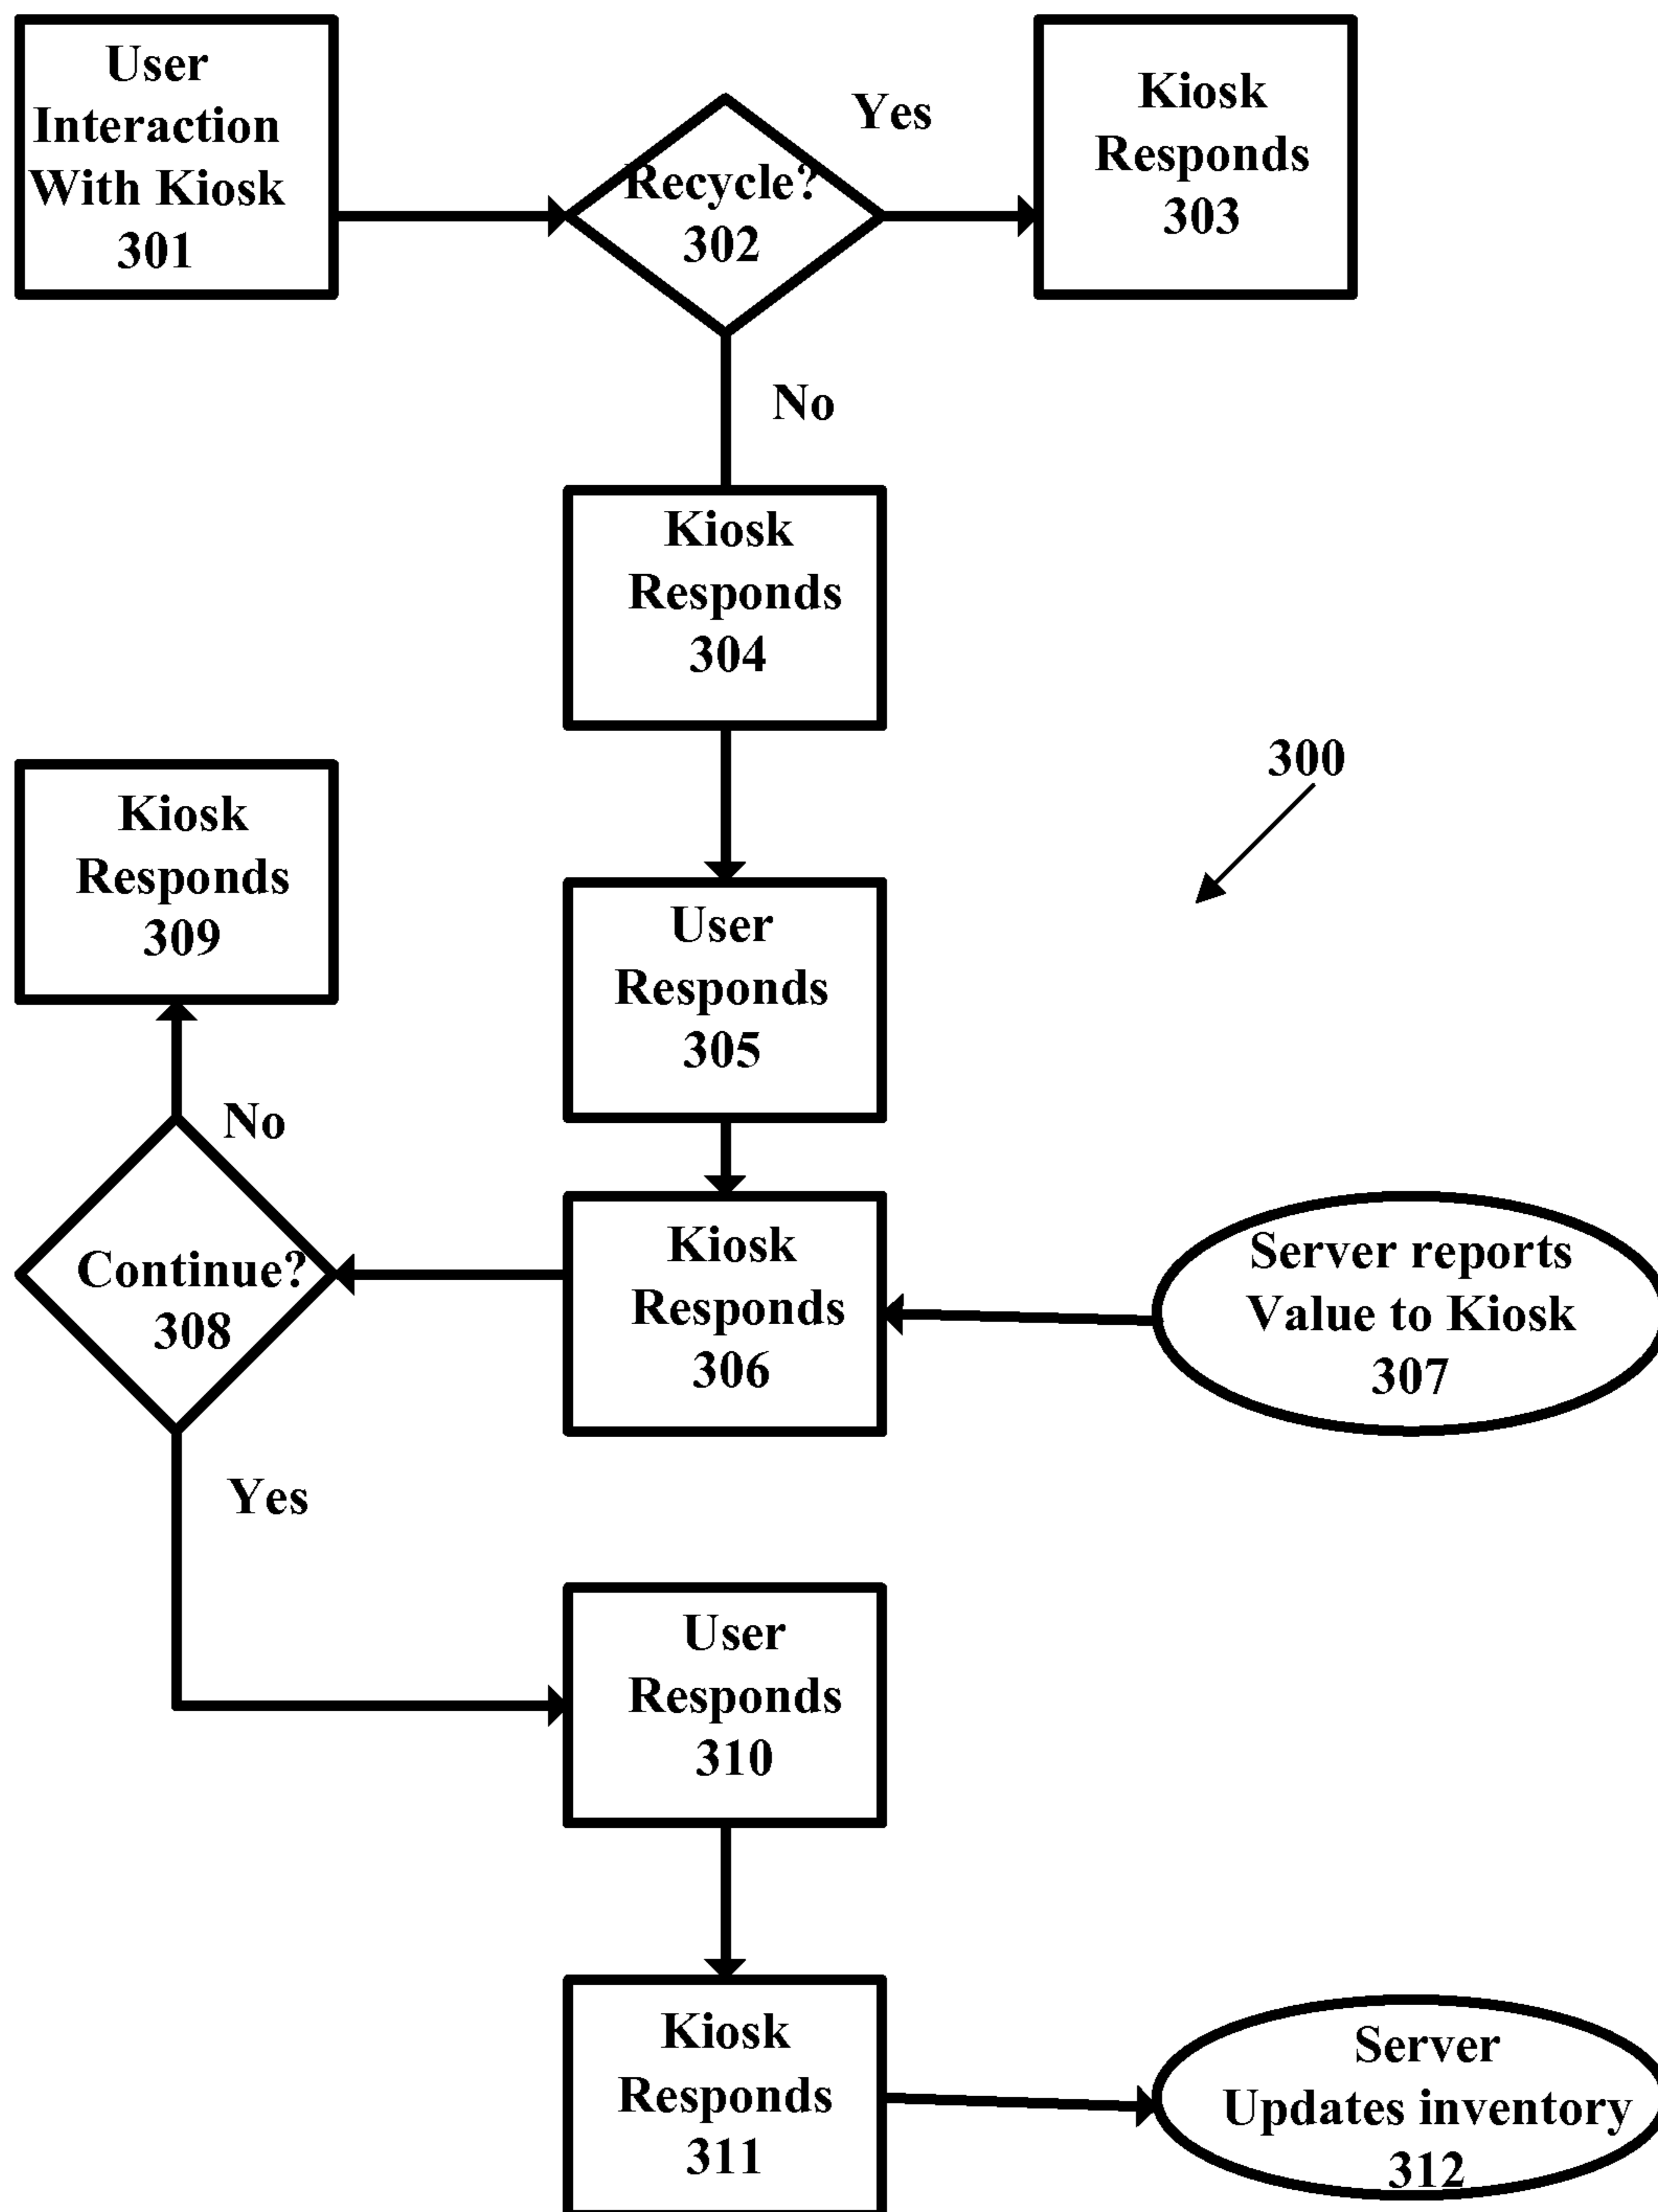 User
Interaction
With Kiosk
301
Recycle?
302
Yes
Kiosk
Responds
303
No
Kiosk
Responds
304
300
Kiosk
Responds
309
User
Responds
305
No
Continue?
308
Kiosk
Responds
306
Server reports
Value to Kiosk
307
Yes
User
Responds
310
Kiosk
Responds
311
Server
Updates inventory
312